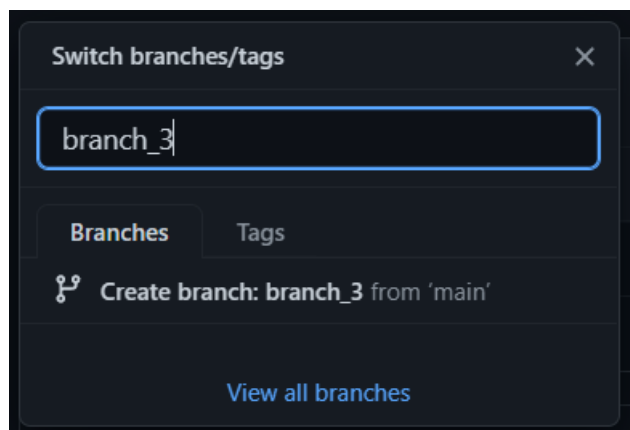 Switch branches/tags
branch_3
Branches Tags
Create branch: branch_3 from ‘main’
View all branches